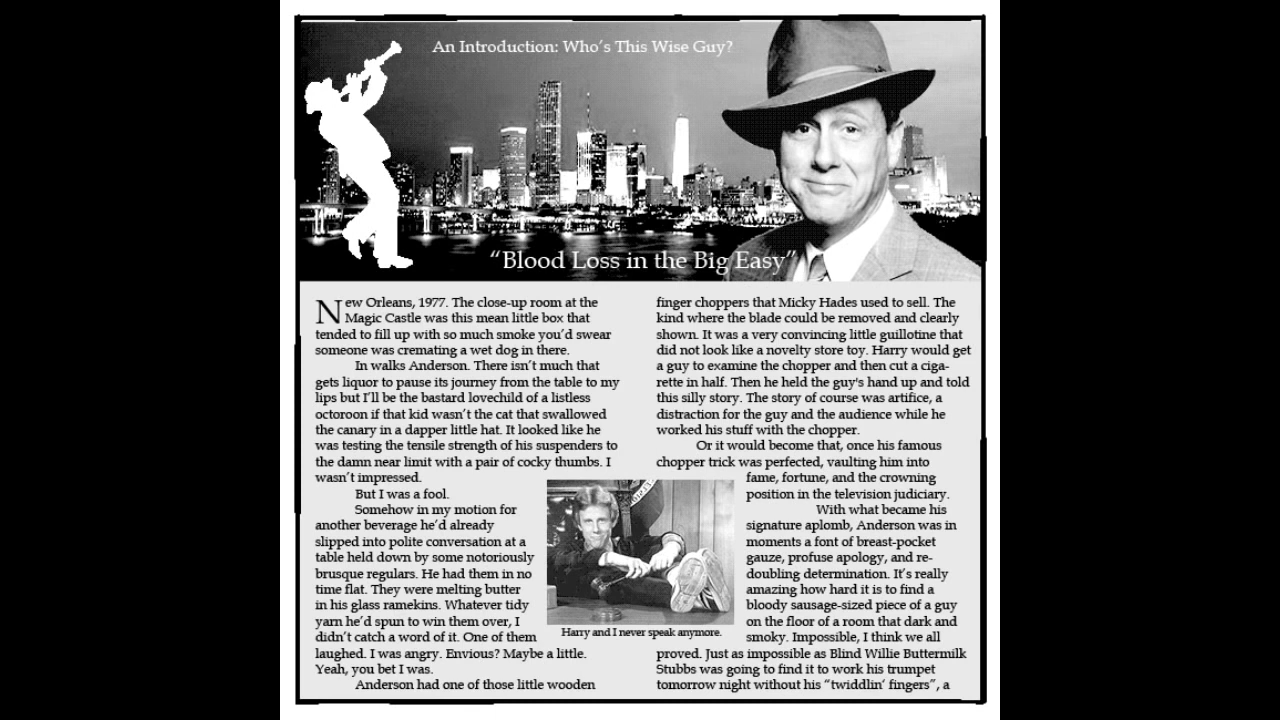 An Introduction: Who's This Wise Guy?
“Blood Loss in the Big Easy”
New Orleans, 1977. The close-up room at the
Magic Castle was this mean little box that
tended to fill up with so much smoke you'd swear
someone was cremating a wet dog in there.
In walks Anderson. There isn't much that
gets liquor to pause its journey from the table to my
lips but I'll be the bastard lovechild of a listless
octoroon if that kid wasn't the cat that swallowed
the canary in a dapper little hat. It looked like he
was testing the tensile strength of his suspenders to
the damn near limit with a pair of cocky thumbs. I
wasn't impressed.
But I was a fool.
Somehow in my motion for
another beverage he'd already
slipped into polite conversation at a
table held down by some notoriously
brusque regulars. He had them in no
time flat. They were melting butter
in his glass ramekins. Whatever tidy
yarn he'd spun to win them over, I
didn't catch a word of it. One of them
laughed. I was angry. Envious? Maybe a little.
Yeah, you bet I was.
Anderson had one of those little wooden
finger choppers that Micky Hades used to sell. The
kind where the blade could be removed and clearly
shown. It was a very convincing little guillotine that
did not look like a novelty store toy. Harry would get
a guy to examine the chopper and then cut a ciga-
rette in half. Then he held the guy's hand up and told
this silly story. The story of course was artifice, a
distraction for the guy and the audience while he
worked his stuff with the chopper.
Or it would become that, once his famous
chopper trick was perfected, vaulting him into
fame, fortune, and the crowning
position in the television judiciary.
With what became his
signature aplomb, Anderson was in
moments a font of breast-pocket
gauze, profuse apology, and re-
doubling determination. It's really
amazing how hard it is to find a
bloody sausage-sized piece of a guy
on the floor of a room that dark and
smoky. Impossible, I think we all
proved. Just as impossible as Blind Willie Buttermilk
Stubbs was going to find it to work his trumpet
tomorrow night without his “twiddlin' fingers”, a
Harry and I never speak anymore.